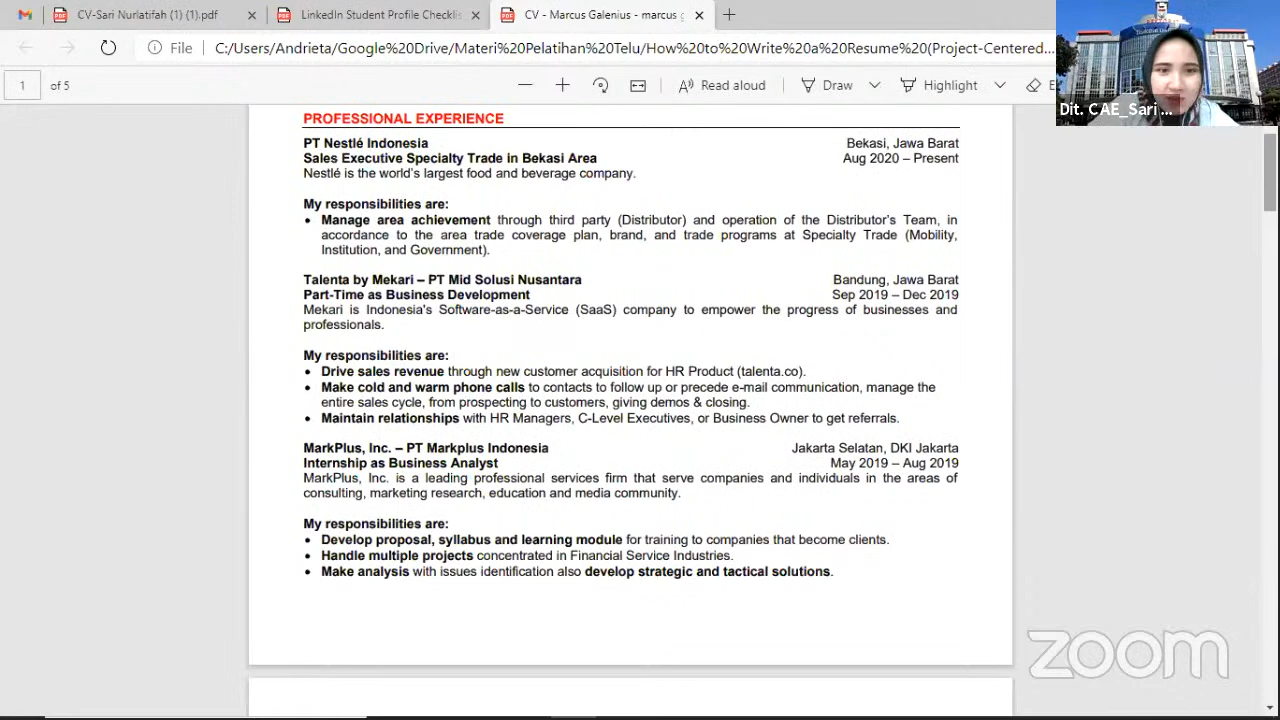 CV-Sari Nurlatifah (1) (1).pdf
LinkedIn Student Profile Checklis
CV - Marcus Galenius - marcus g
File
C:/Users/Andrieta/Google%20Drive/Materi%20Pelatihan%20Telu/How%20to%20Write%20a%20Resume%20(Project-Centered...
1 of 5
Read aloud
Draw
Highlight
Dit. CAE_Sari ...
PROFESSIONAL EXPERIENCE
PT Nestlé Indonesia Bekasi, Jawa Barat
Sales Executive Specialty Trade in Bekasi Area Aug 2020 – Present
Nestlé is the world's largest food and beverage company.
My responsibilities are:
• Manage area achievement through third party (Distributor) and operation of the Distributor's Team, in
accordance to the area trade coverage plan, brand, and trade programs at Specialty Trade (Mobility,
Institution, and Government).
Talenta by Mekari – PT Mid Solusi Nusantara Bandung, Jawa Barat
Part-Time as Business Development Sep 2019 – Dec 2019
Mekari is Indonesia's Software-as-a-Service (SaaS) company to empower the progress of businesses and
professionals.
My responsibilities are:
• Drive sales revenue through new customer acquisition for HR Product (talenta.co).
• Make cold and warm phone calls to contacts to follow up or precede e-mail communication, manage the
entire sales cycle, from prospecting to customers, giving demos & closing.
• Maintain relationships with HR Managers, C-Level Executives, or Business Owner to get referrals.
MarkPlus, Inc. – PT Markplus Indonesia Jakarta Selatan, DKI Jakarta
Internship as Business Analyst May 2019 – Aug 2019
MarkPlus, Inc. is a leading professional services firm that serve companies and individuals in the areas of
consulting, marketing research, education and media community.
My responsibilities are:
• Develop proposal, syllabus and learning module for training to companies that become clients.
• Handle multiple projects concentrated in Financial Service Industries.
• Make analysis with issues identification also develop strategic and tactical solutions.
zoom